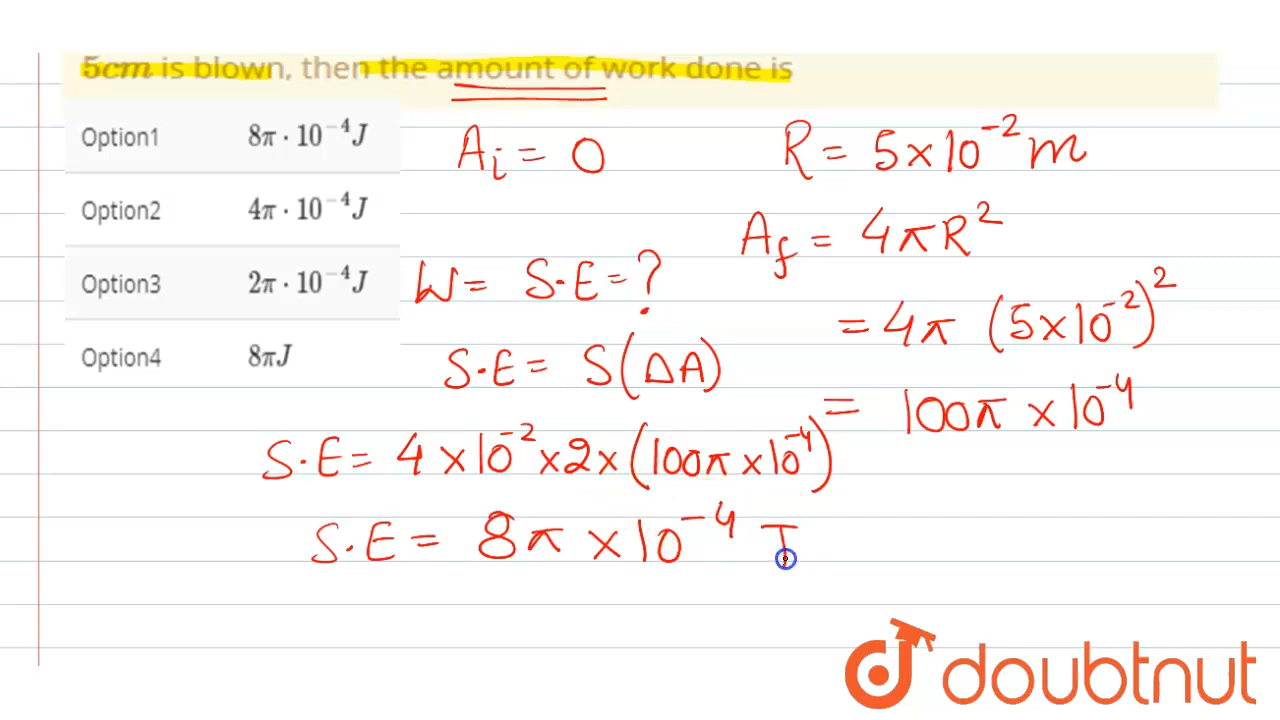 5cm is blown, then the amount of work done is
Option1 8π · 10⁻⁴J
Option2 4π · 10⁻⁴J
Option3 2π · 10⁻⁴J
Option4 8πJ
Aᵢ = 0
R = 5×10⁻² m
A_f = 4πR²
W = S·E = ?
= 4π (5×10⁻²)²
S·E = S(ΔA)
= 100π × 10⁻⁴
S·E = 4 × 10⁻² × 2 × (100π × 10⁻⁴)
S·E = 8π × 10⁻⁴ J
doubtnut